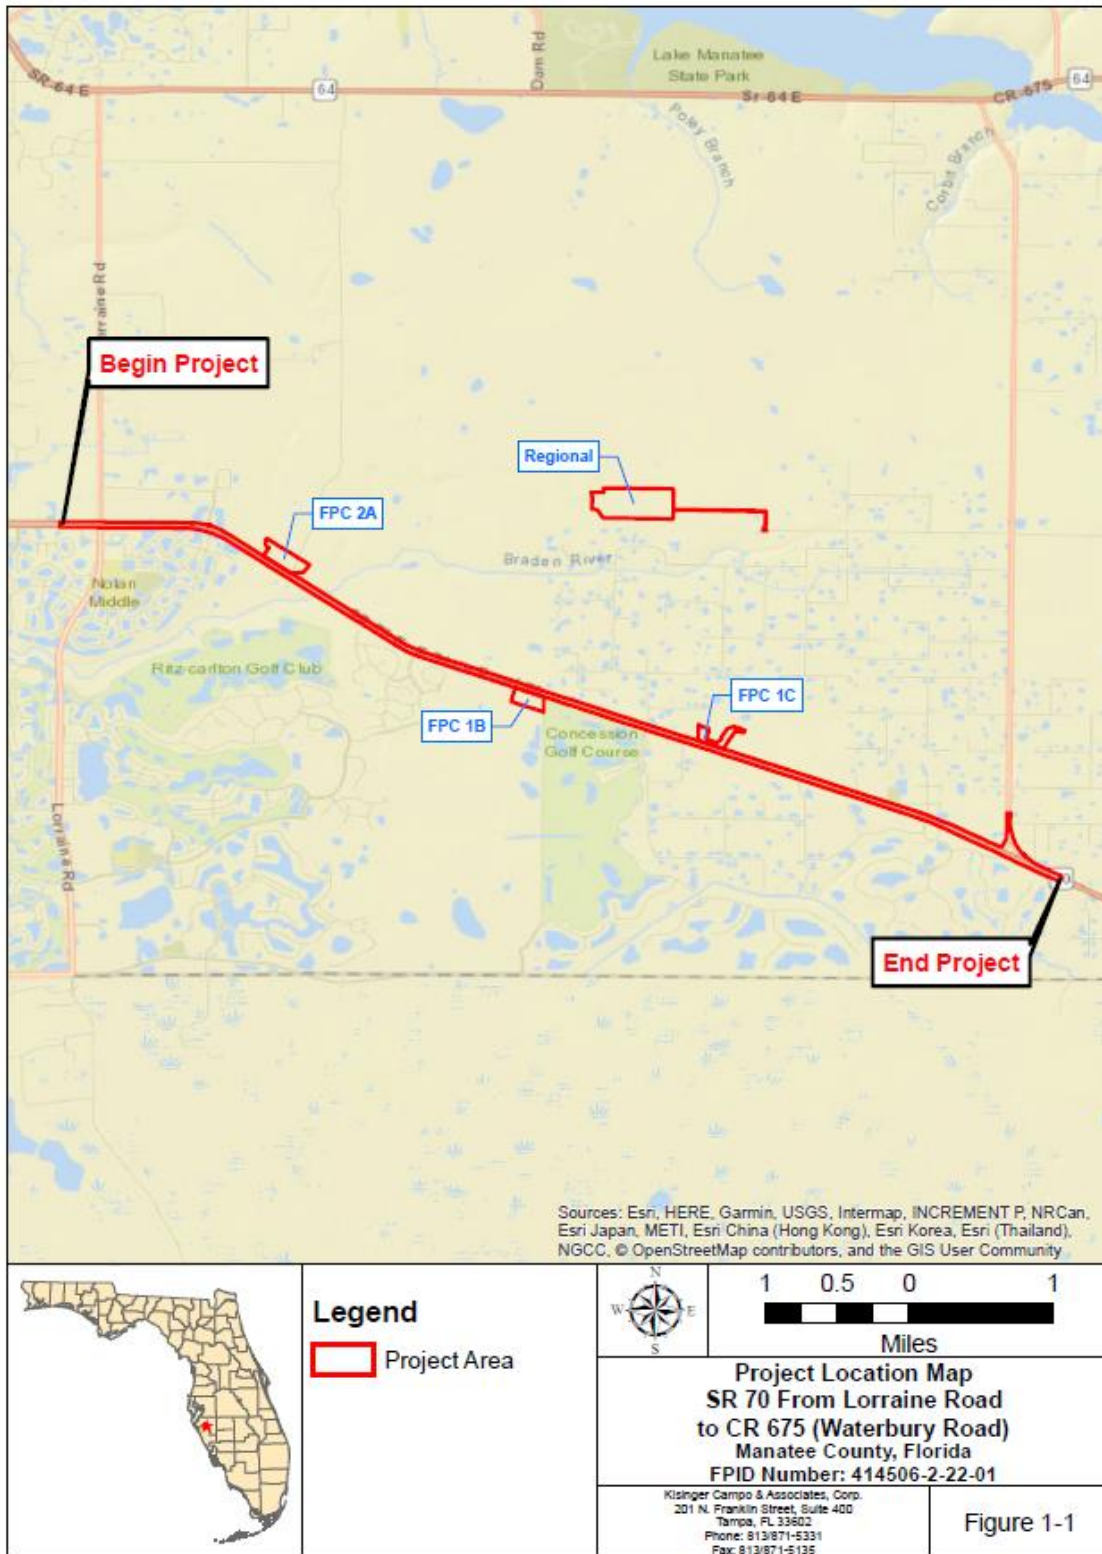 Lake Manatee
State Park
SR 64 E
64
Dam Rd
Sr 64 E
CR 675
64
Poley Branch
Corbit Branch
orraine Rd
Begin Project
Regional
FPC 2A
Braden River
Nolan
Middle
Ritz-carlton Golf Club
FPC 1B
FPC 1C
Concession
Golf Course
Lorraine Rd
0
End Project
Sources: Esri, HERE, Garmin, USGS, Intermap, INCREMENT P, NRCan,
Esri Japan, METI, Esri China (Hong Kong), Esri Korea, Esri (Thailand),
NGCC, © OpenStreetMap contributors, and the GIS User Community
Legend
Project Area
N
W E
S
1 0.5 0 1
Miles
Project Location Map
SR 70 From Lorraine Road
to CR 675 (Waterbury Road)
Manatee County, Florida
FPID Number: 414506-2-22-01
Kisinger Campo & Associates, Corp.
201 N. Franklin Street, Suite 400
Tampa, FL 33602
Phone: 813/871-5331
Fax: 813/871-5135
Figure 1-1